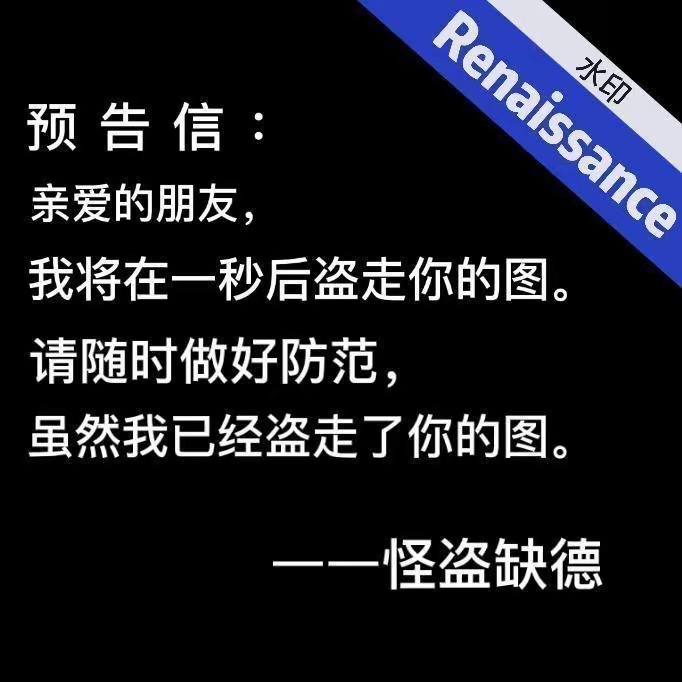 Renaissance
水印
预告信：
亲爱的朋友，
我将在一秒后盗走你的图。
请随时做好防范，
虽然我已经盗走了你的图。
——怪盗缺德